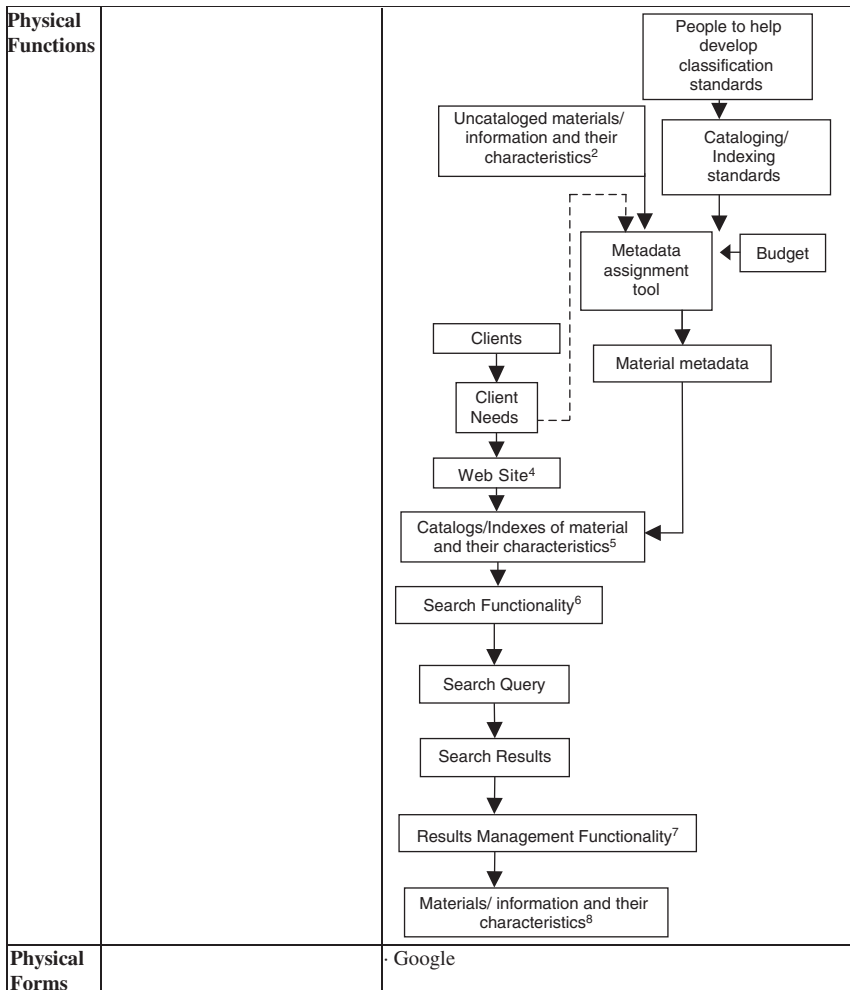 Physical
Functions
People to help
develop
classification
standards
Uncataloged materials/
information and their
characteristics²
Cataloging/
Indexing
standards
Metadata
assignment
tool
Budget
Clients
Material metadata
Client
Needs
Web Site⁴
Catalogs/Indexes of material
and their characteristics⁵
Search Functionality⁶
Search Query
Search Results
Results Management Functionality⁷
Materials/ information and their
characteristics⁸
Physical
Forms
· Google